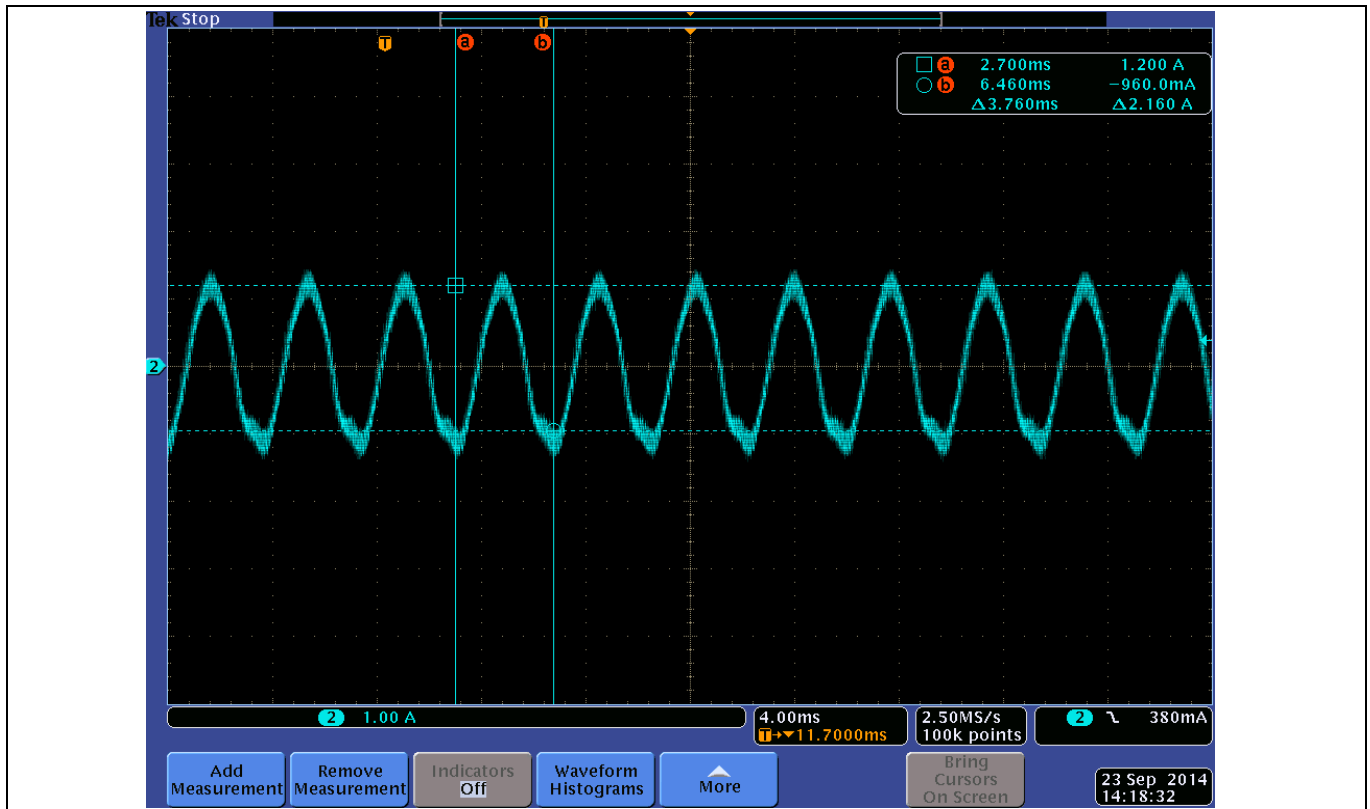 Tek Stop
T
T a b
a 2.700ms 1.200 A
b 6.460ms −960.0mA
Δ3.760ms Δ2.160 A
2
2 1.00 A
4.00ms
T→▼11.7000ms
2.50MS/s
100k points
2 380mA
Add
Measurement
Remove
Measurement
Indicators
Off
Waveform
Histograms
More
Bring
Cursors
On Screen
23 Sep 2014
14:18:32